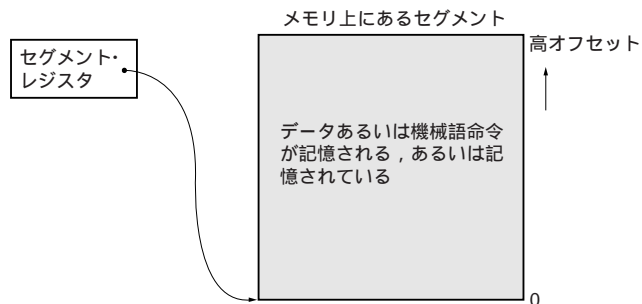 メモリ上にあるセグメント
高オフセット
セグメント・
レジスタ
データあるいは機械語命令
が記憶される，あるいは記
憶されている
0